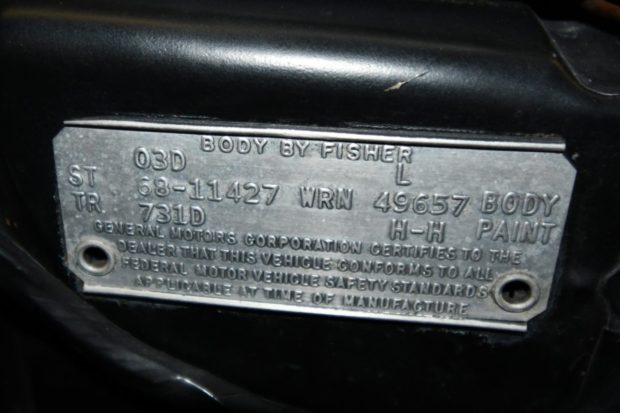 BODY BY FISHER
03D L
ST 68-11427 WRN 49657 BODY
TR 731D H-H PAINT
GENERAL MOTORS CORPORATION CERTIFIES TO THE
DEALER THAT THIS VEHICLE CONFORMS TO ALL
FEDERAL MOTOR VEHICLE SAFETY STANDARDS
APPLICABLE AT TIME OF MANUFACTURE